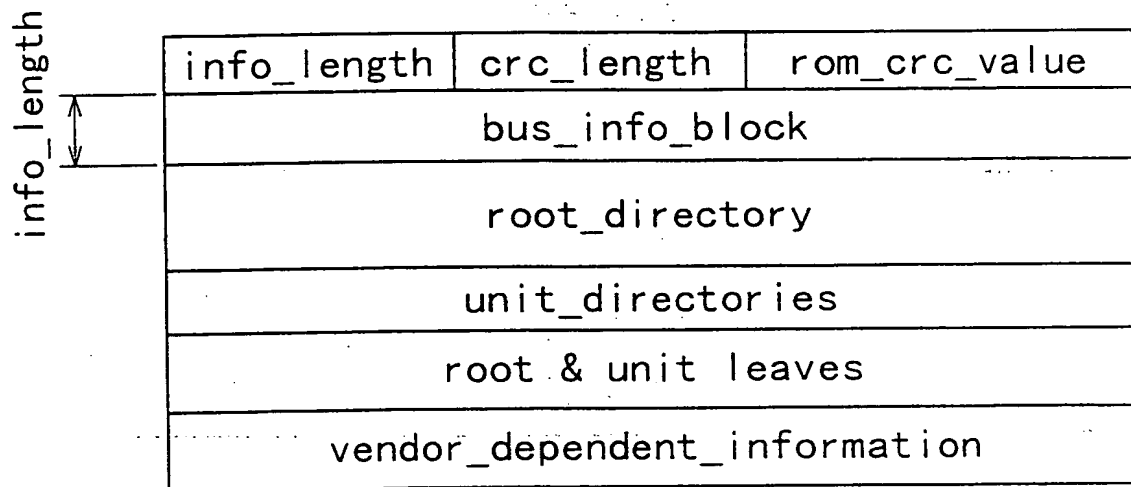 info_length
info_length crc_length rom_crc_value
bus_info_block
root_directory
unit_directories
root & unit leaves
vendor_dependent_information